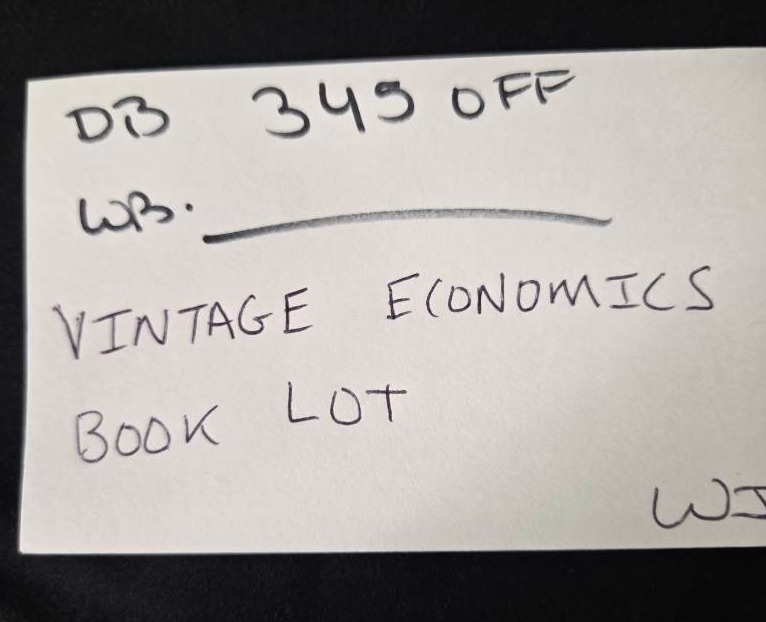 DB 349 OFF
WB.
VINTAGE ECONOMICS
BOOK LOT